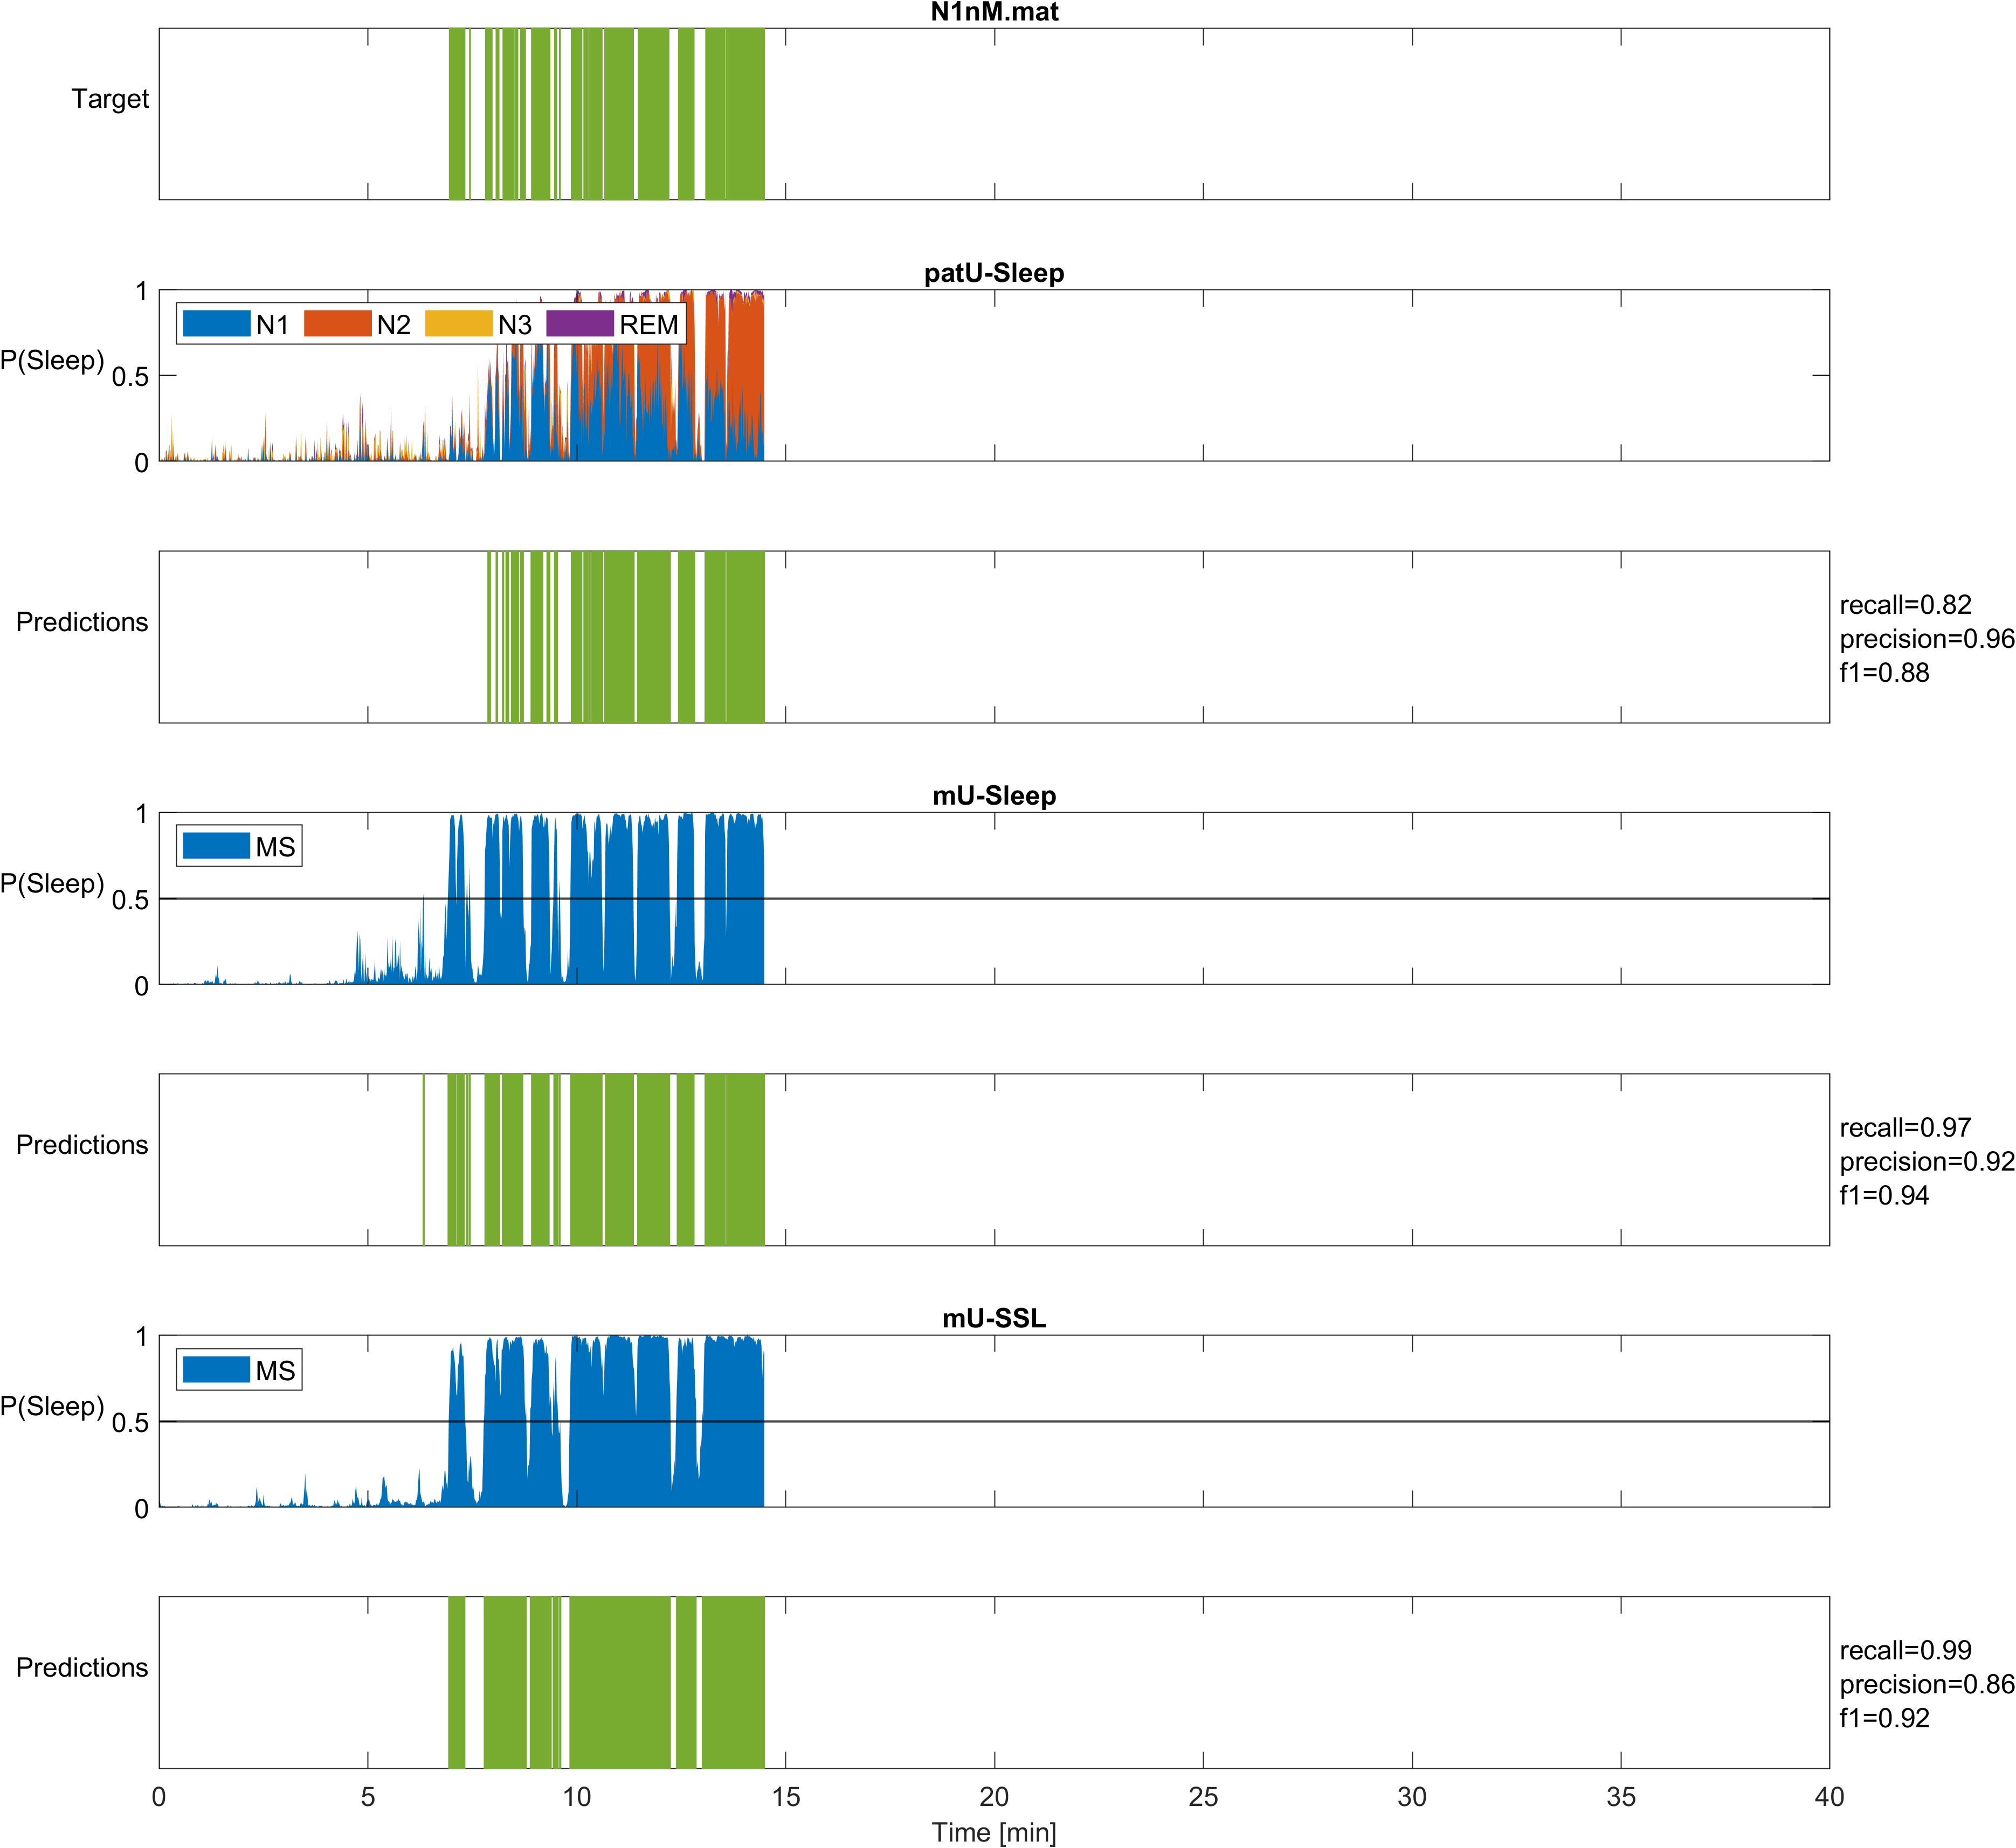 N1nM.mat
Target
patU-Sleep
1
N1 N2 N3 REM
P(Sleep)
0.5
0
Predictions
recall=0.82
precision=0.96
f1=0.88
mU-Sleep
1
MS
P(Sleep)
0.5
0
Predictions
recall=0.97
precision=0.92
f1=0.94
mU-SSL
1
MS
P(Sleep)
0.5
0
Predictions
recall=0.99
precision=0.86
f1=0.92
0 5 10 15 20 25 30 35 40
Time [min]